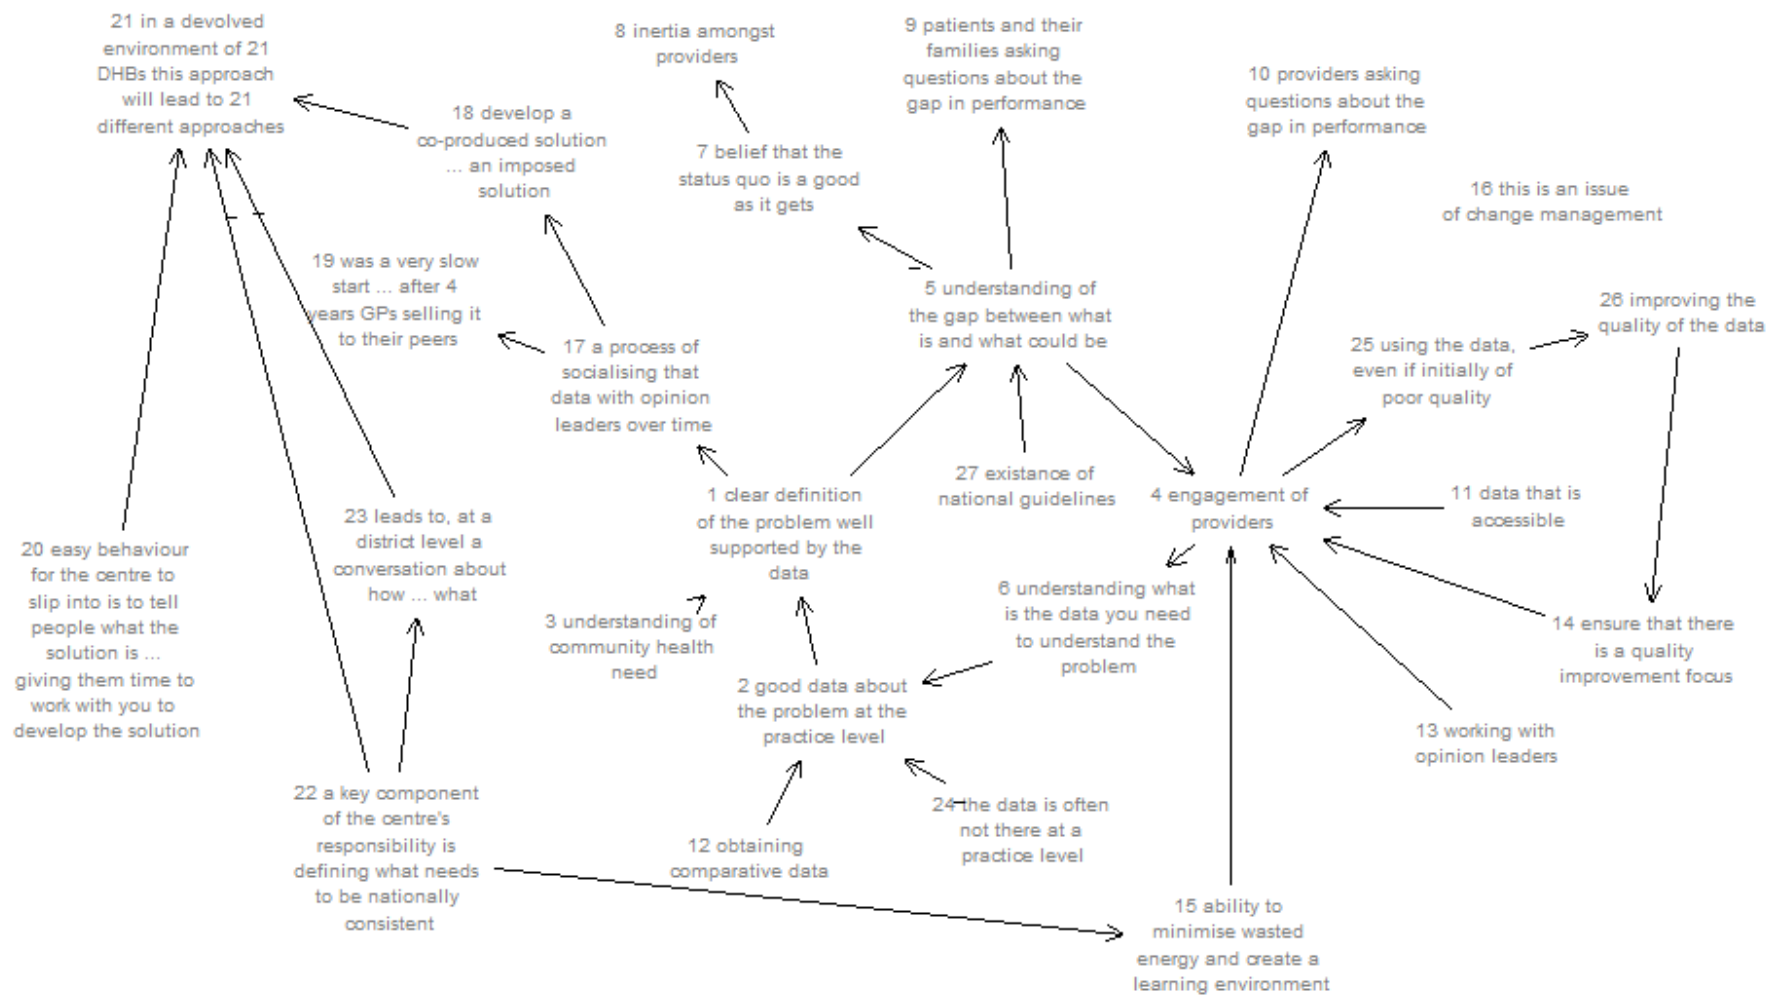 21 in a devolved
environment of 21
DHBs this approach
will lead to 21
different approaches
8 inertia amongst
providers
9 patients and their
families asking
questions about the
gap in performance
10 providers asking
questions about the
gap in performance
18 develop a
co-produced solution
... an imposed
solution
7 belief that the
status quo is a good
as it gets
16 this is an issue
of change management
19 was a very slow
start ... after 4
years GPs selling it
to their peers
5 understanding of
the gap between what
is and what could be
26 improving the
quality of the data
17 a process of
socialising that
data with opinion
leaders over time
25 using the data,
even if initially of
poor quality
27 existance of
national guidelines
1 clear definition
of the problem well
supported by the
data
4 engagement of
providers
11 data that is
accessible
23 leads to, at a
district level a
conversation about
how ... what
20 easy behaviour
for the centre to
slip into is to tell
people what the
solution is ...
giving them time to
work with you to
develop the solution
3 understanding of
community health
need
6 understanding what
is the data you need
to understand the
problem
14 ensure that there
is a quality
improvement focus
2 good data about
the problem at the
practice level
13 working with
opinion leaders
22 a key component
of the centre's
responsibility is
defining what needs
to be nationally
consistent
12 obtaining
comparative data
24 the data is often
not there at a
practice level
15 ability to
minimise wasted
energy and create a
learning environment